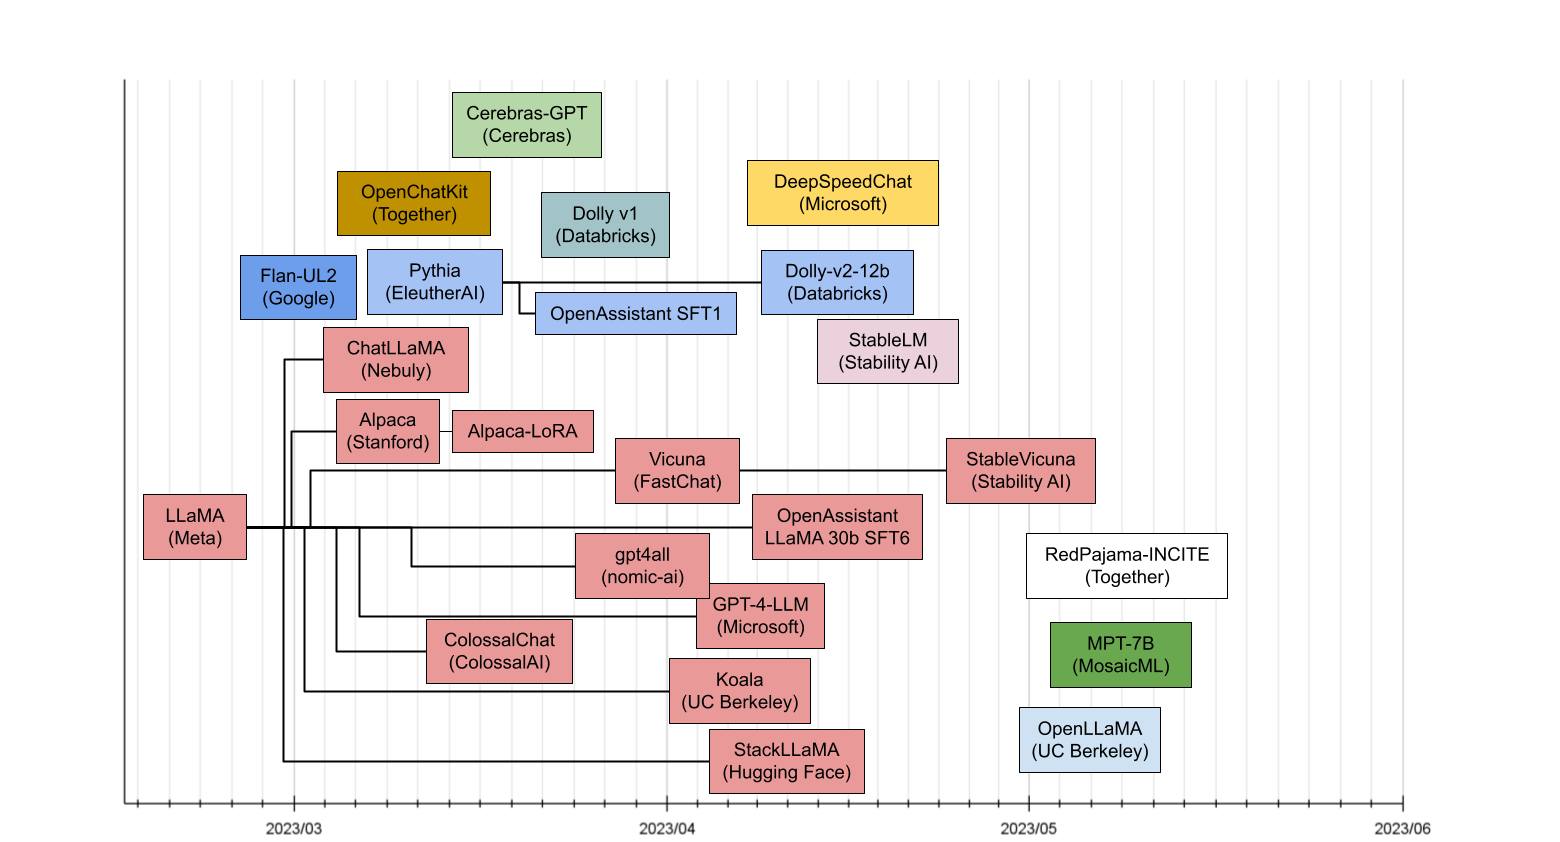 Cerebras-GPT
(Cerebras)
DeepSpeedChat
(Microsoft)
OpenChatKit
(Together)
Dolly v1
(Databricks)
Flan-UL2
(Google)
Pythia
(EleutherAI)
Dolly-v2-12b
(Databricks)
OpenAssistant SFT1
StableLM
(Stability AI)
ChatLLaMA
(Nebuly)
Alpaca
(Stanford)
Alpaca-LoRA
Vicuna
(FastChat)
StableVicuna
(Stability AI)
LLaMA
(Meta)
OpenAssistant
LLaMA 30b SFT6
gpt4all
(nomic-ai)
RedPajama-INCITE
(Together)
GPT-4-LLM
(Microsoft)
ColossalChat
(ColossalAI)
MPT-7B
(MosaicML)
Koala
(UC Berkeley)
OpenLLaMA
(UC Berkeley)
StackLLaMA
(Hugging Face)
2023/03
2023/04
2023/05
2023/06